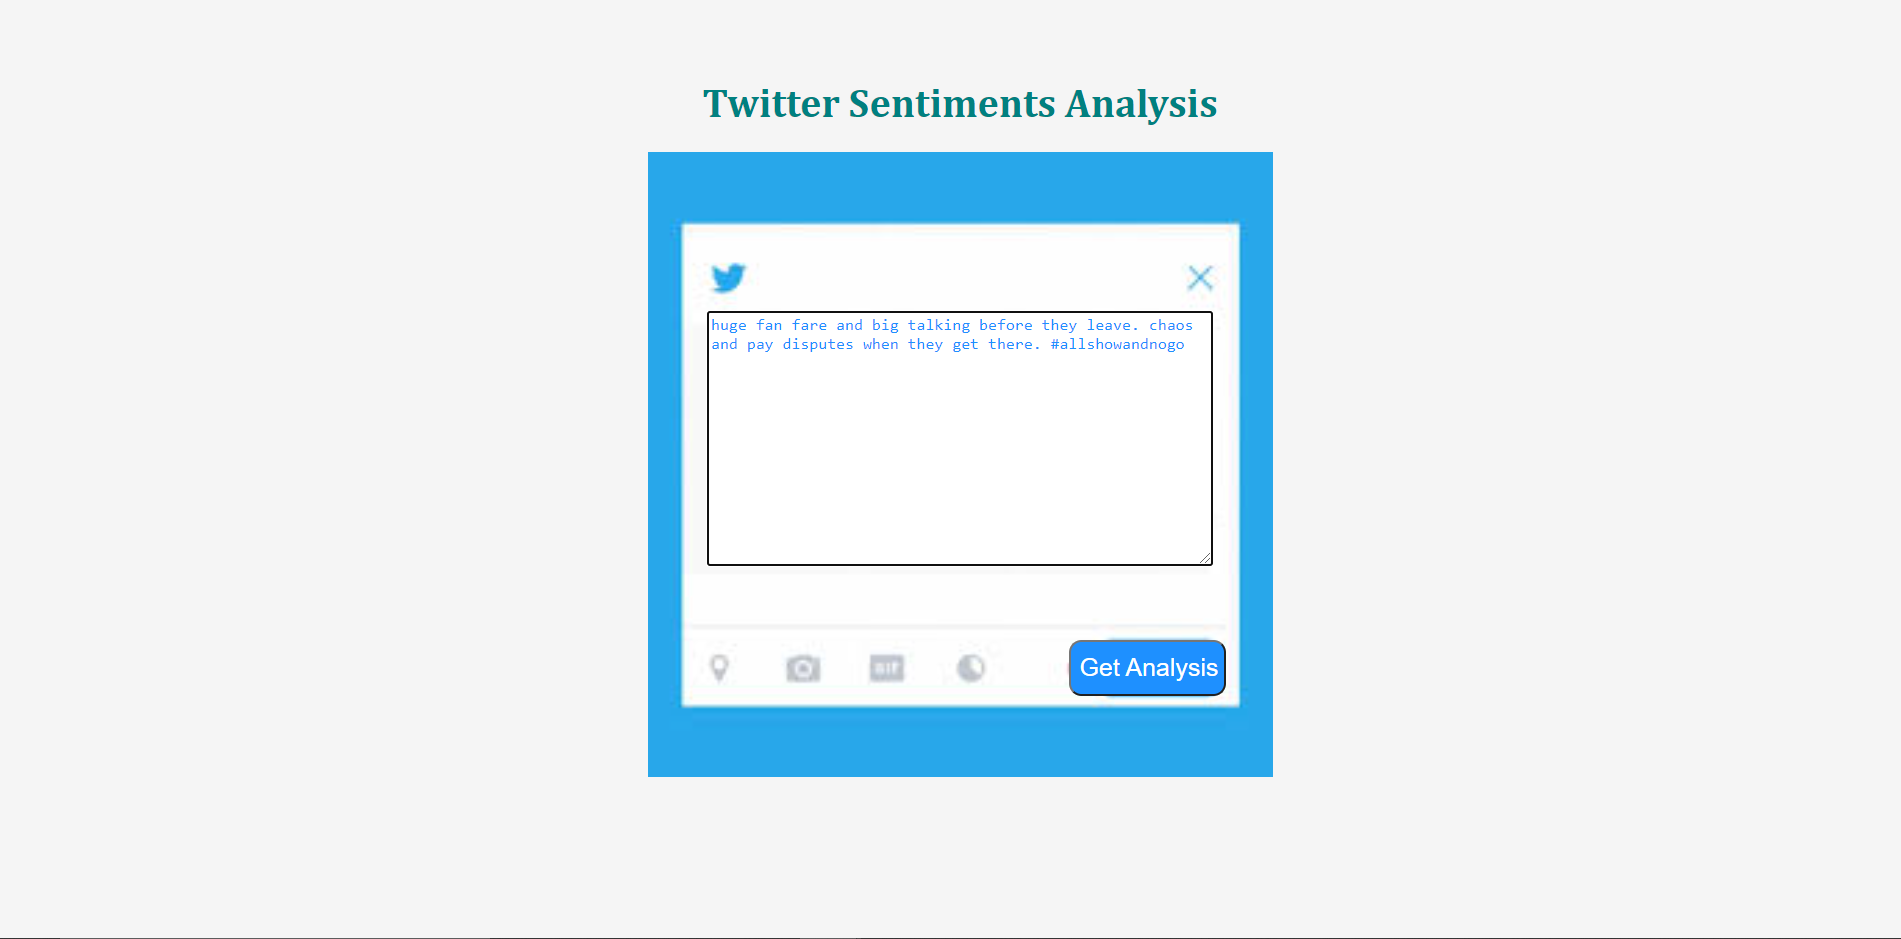 Twitter Sentiments Analysis
huge fan fare and big talking before they leave. chaos
and pay disputes when they get there. #allshowandnogo
GIF
Get Analysis